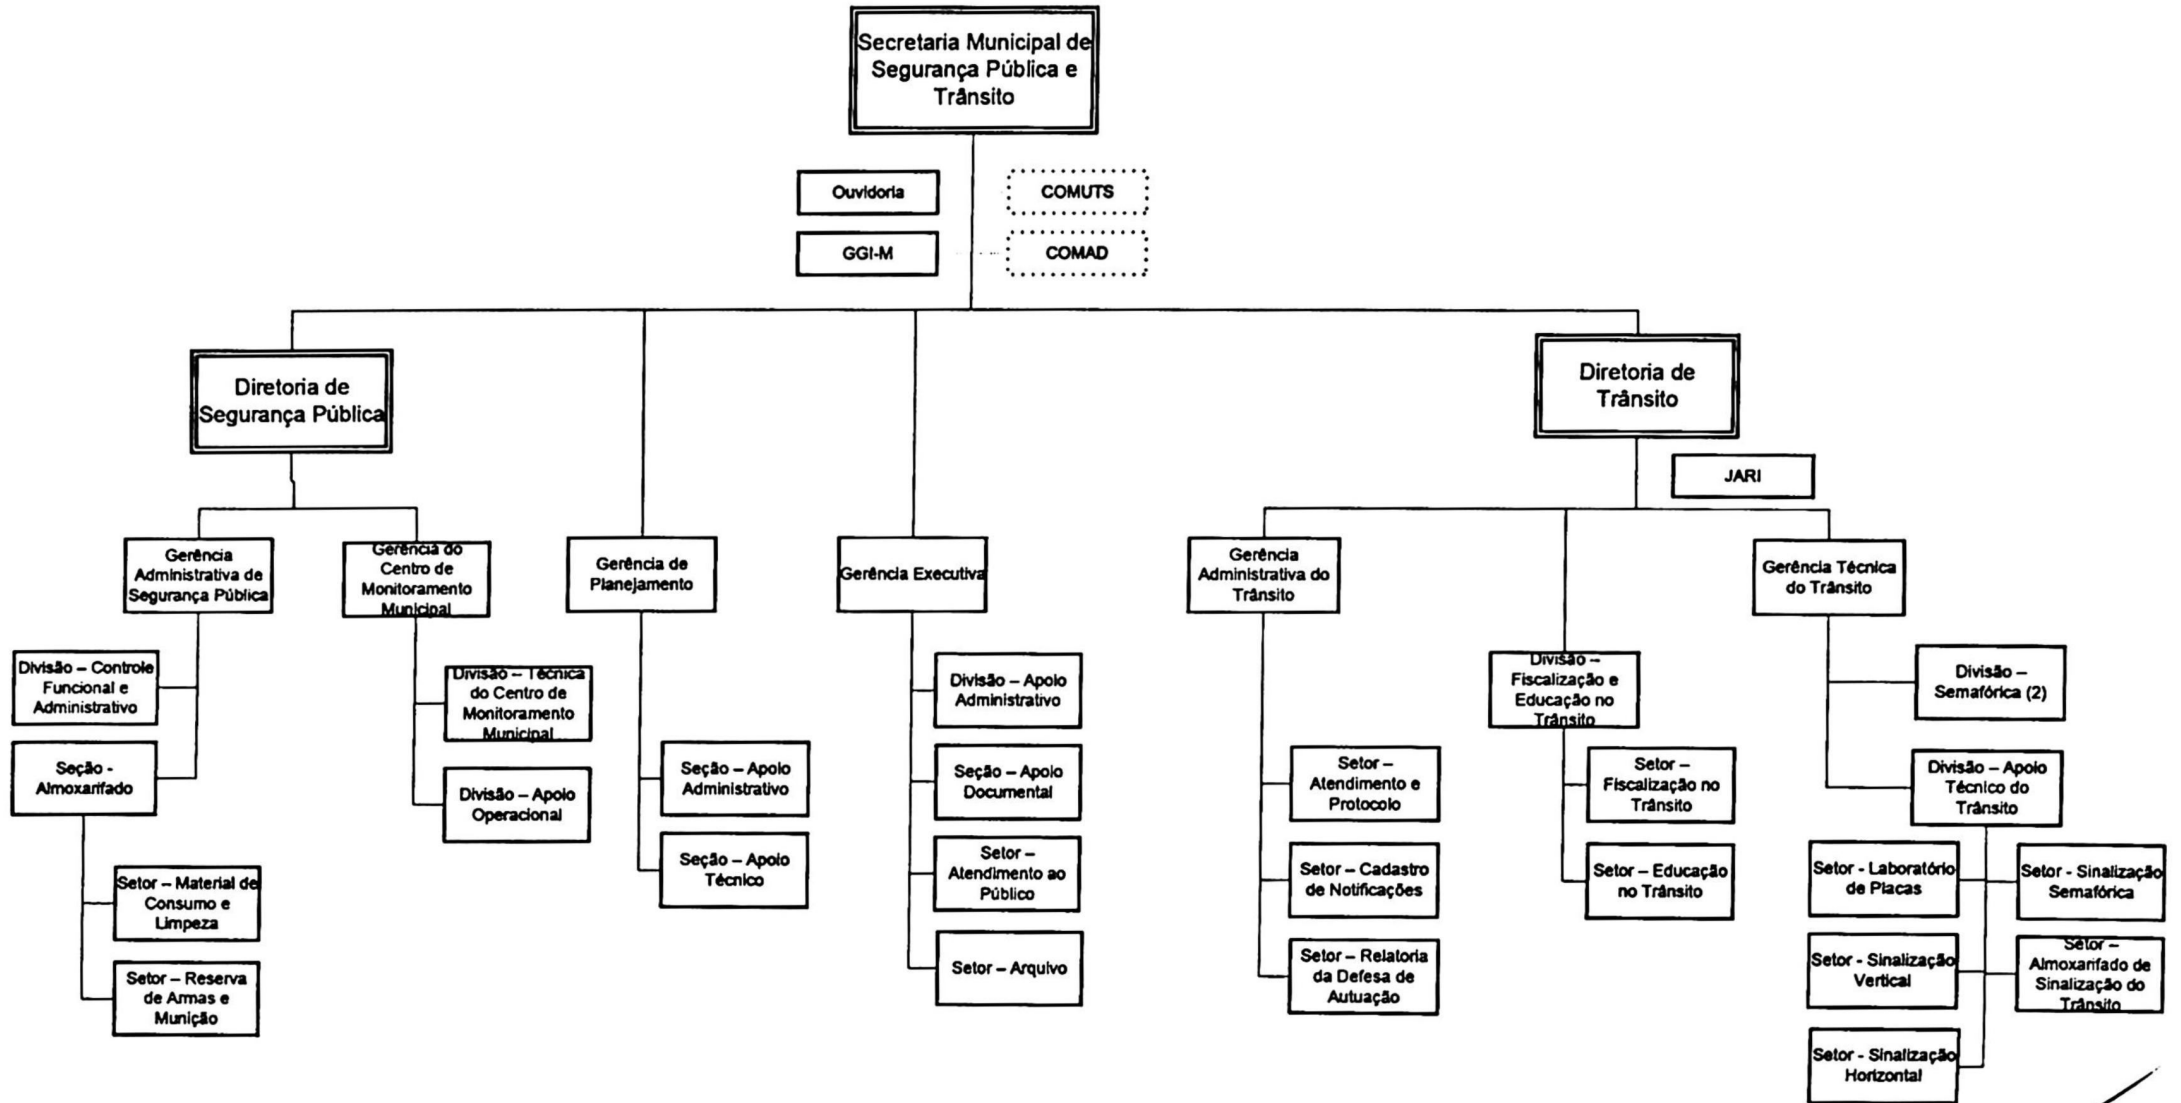 Secretaria Municipal de
Segurança Pública e
Trânsito
Ouvidoria
COMUTS
GGI-M
COMAD
Diretoria de
Segurança Pública
Diretoria de
Trânsito
JARI
Gerência
Administrativa de
Segurança Pública
Gerência do
Centro de
Monitoramento
Municipal
Gerência de
Planejamento
Gerência Executiva
Gerência
Administrativa do
Trânsito
Gerência Técnica
do Trânsito
Divisão – Controle
Funcional e
Administrativo
Divisão – Técnica
do Centro de
Monitoramento
Municipal
Divisão – Apoio
Administrativo
Divisão –
Fiscalização e
Educação no
Trânsito
Divisão –
Semafórica (2)
Seção -
Almoxarifado
Divisão – Apoio
Operacional
Seção – Apoio
Administrativo
Seção – Apoio
Documental
Setor –
Atendimento e
Protocolo
Setor –
Fiscalização no
Trânsito
Divisão – Apoio
Técnico do
Trânsito
Setor – Material de
Consumo e
Limpeza
Seção – Apoio
Técnico
Setor –
Atendimento ao
Público
Setor – Cadastro
de Notificações
Setor – Educação
no Trânsito
Setor - Laboratório
de Placas
Setor - Sinalização
Semafórica
Setor – Reserva
de Armas e
Munição
Setor – Arquivo
Setor – Relatoria
da Defesa de
Autuação
Setor - Sinalização
Vertical
Setor –
Almoxarifado de
Sinalização do
Trânsito
Setor - Sinalização
Horizontal